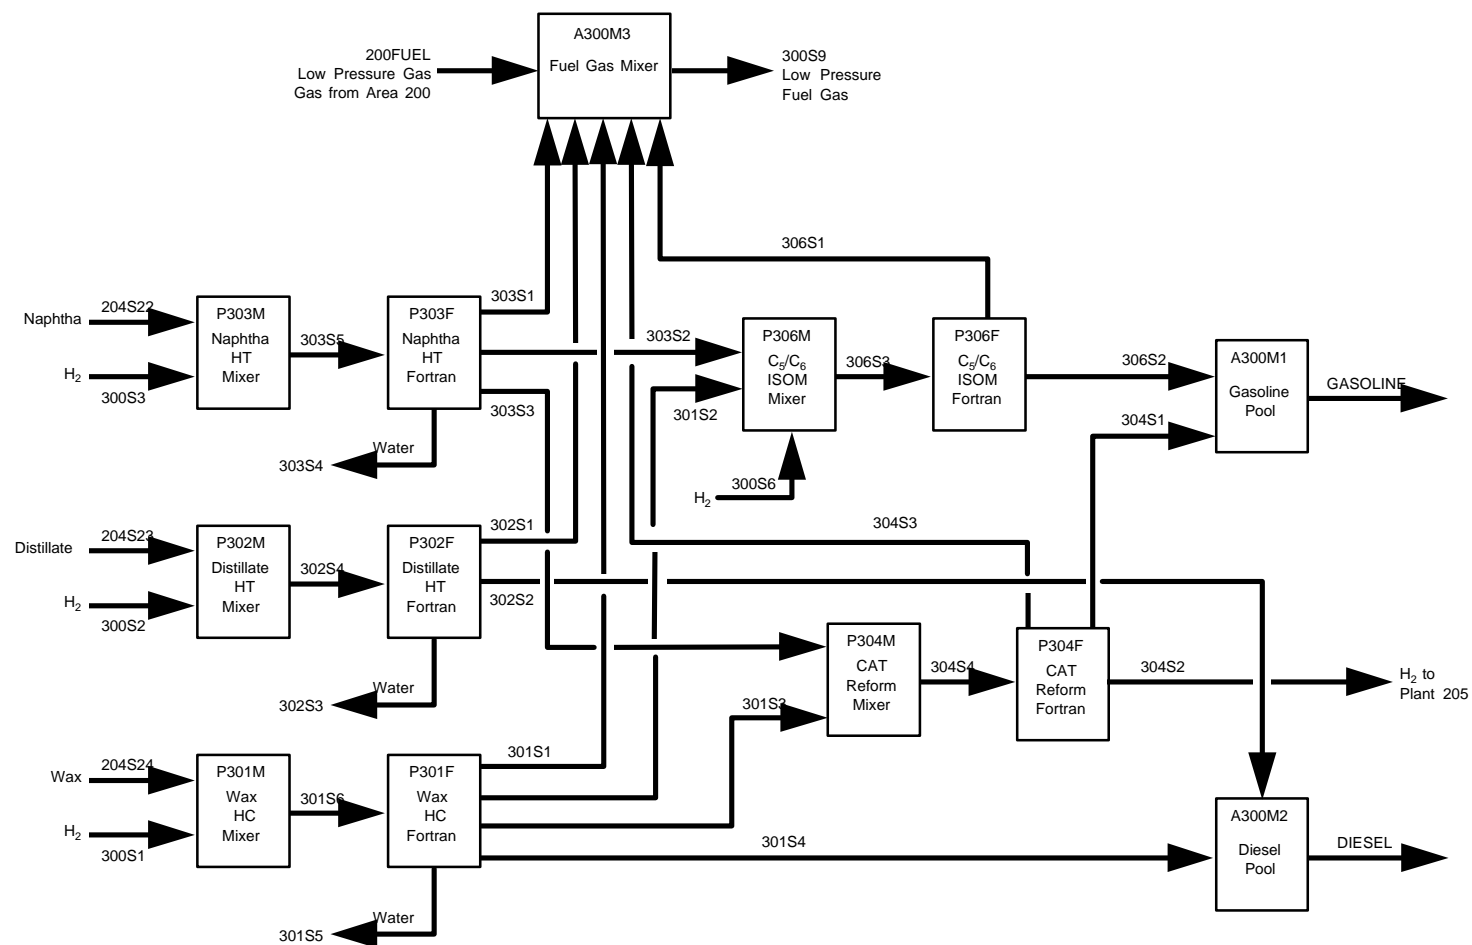 A300M3
Fuel Gas Mixer
200FUEL
Low Pressure Gas
Gas from Area 200
300S9
Low Pressure
Fuel Gas
306S1
Naphtha
204S22
H₂
300S3
P303M
Naphtha
HT
Mixer
303S5
P303F
Naphtha
HT
Fortran
303S1
303S2
303S3
Water
303S4
301S2
P306M
C₅/C₆
ISOM
Mixer
306S3
P306F
C₅/C₆
ISOM
Fortran
306S2
304S1
A300M1
Gasoline
Pool
GASOLINE
H₂
300S6
Distillate
204S23
H₂
300S2
P302M
Distillate
HT
Mixer
302S4
P302F
Distillate
HT
Fortran
302S1
302S2
Water
302S3
304S3
P304M
CAT
Reform
Mixer
304S4
P304F
CAT
Reform
Fortran
304S2
H₂ to
Plant 205
301S3
Wax
204S24
H₂
300S1
P301M
Wax
HC
Mixer
301S6
P301F
Wax
HC
Fortran
301S1
301S4
Water
301S5
A300M2
Diesel
Pool
DIESEL